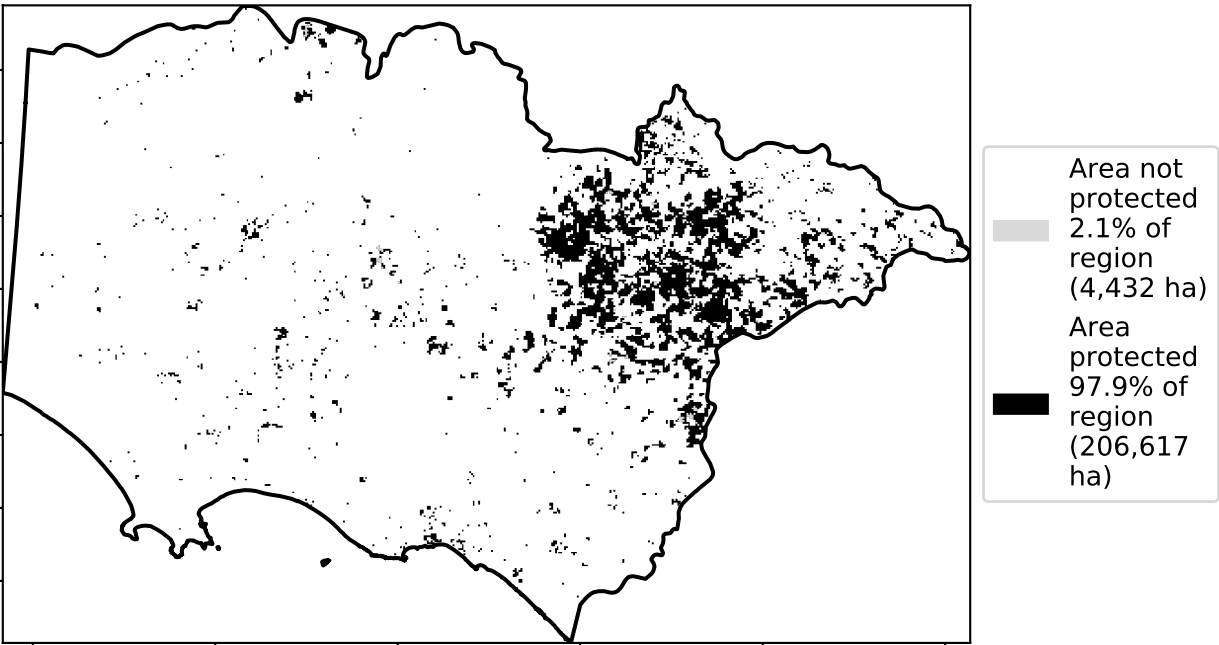 Area not
protected
2.1% of
region
(4,432 ha)
Area
protected
97.9% of
region
(206,617
ha)